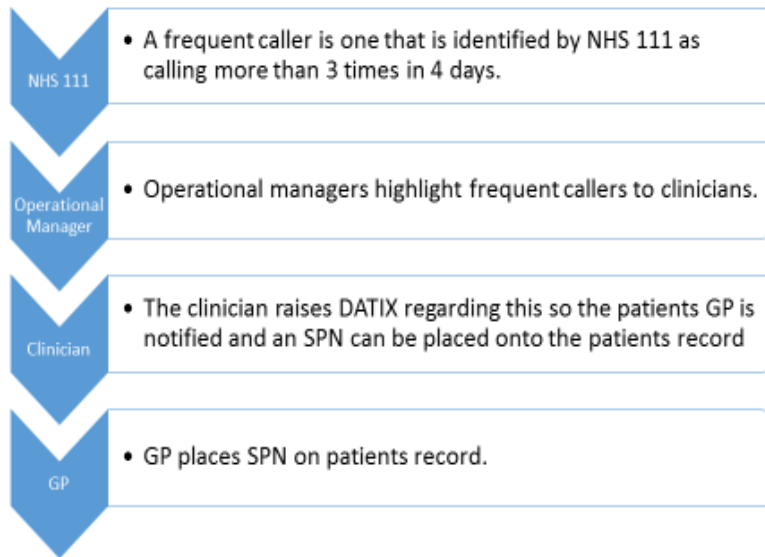 NHS 111
• A frequent caller is one that is identified by NHS 111 as
calling more than 3 times in 4 days.
Operational
Manager
• Operational managers highlight frequent callers to clinicians.
Clinician
• The clinician raises DATIX regarding this so the patients GP is
notified and an SPN can be placed onto the patients record
GP
• GP places SPN on patients record.